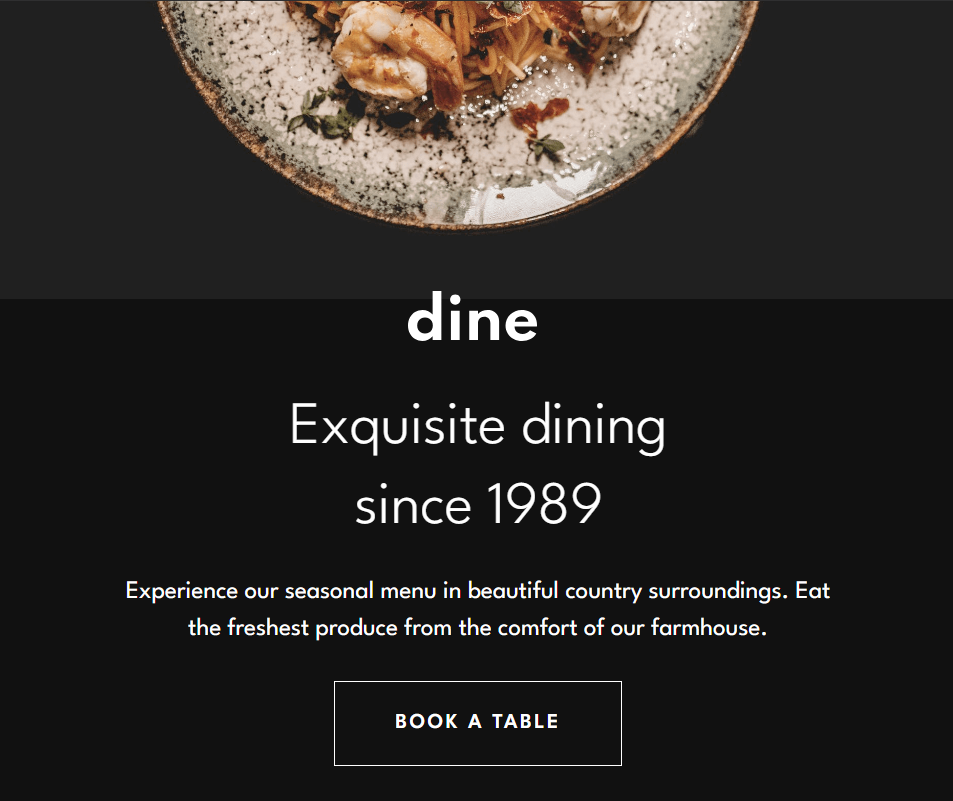 dine
Exquisite dining
since 1989
Experience our seasonal menu in beautiful country surroundings. Eat
the freshest produce from the comfort of our farmhouse.
BOOK A TABLE